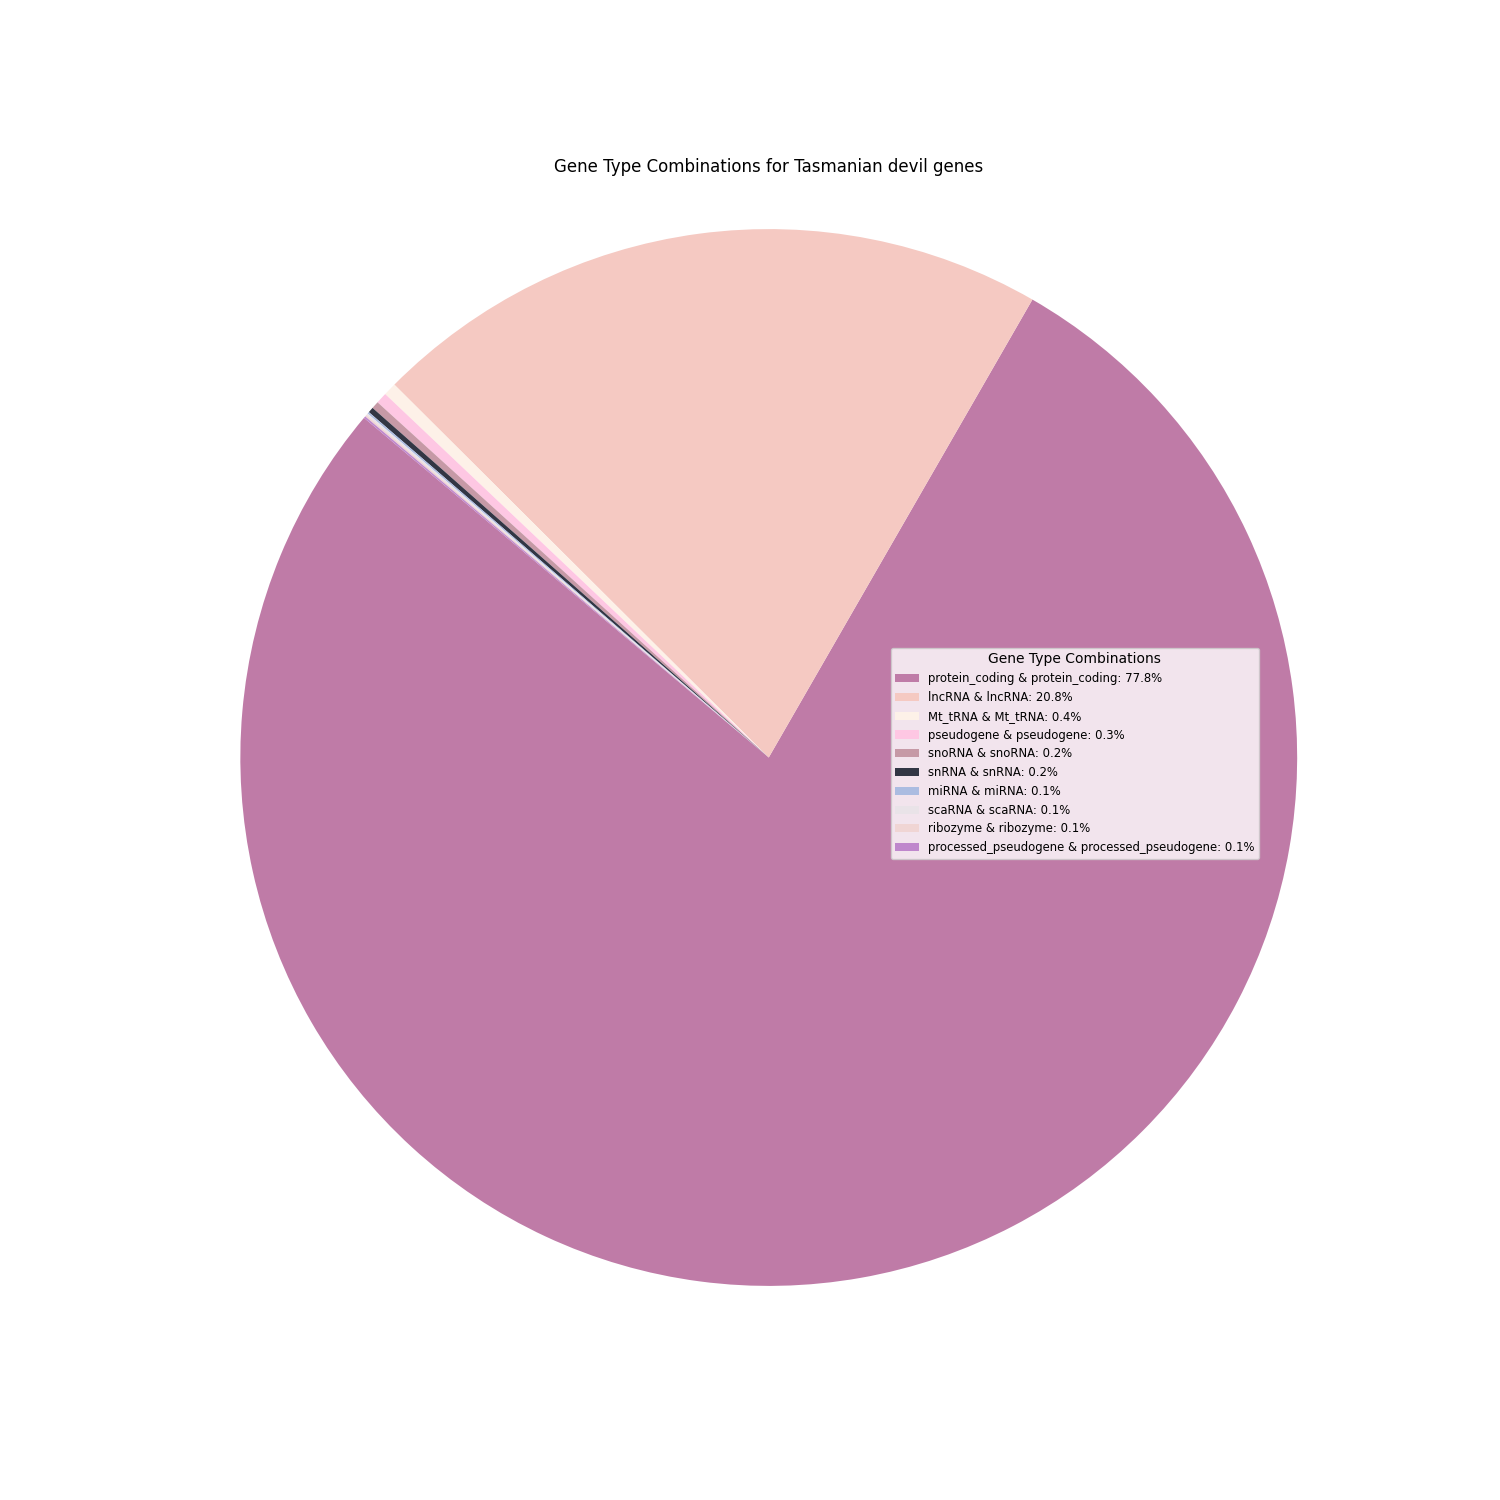 Gene Type Combinations for Tasmanian devil genes
Gene Type Combinations
protein_coding & protein_coding: 77.8%
lncRNA & lncRNA: 20.8%
Mt_tRNA & Mt_tRNA: 0.4%
pseudogene & pseudogene: 0.3%
snoRNA & snoRNA: 0.2%
snRNA & snRNA: 0.2%
miRNA & miRNA: 0.1%
scaRNA & scaRNA: 0.1%
ribozyme & ribozyme: 0.1%
processed_pseudogene & processed_pseudogene: 0.1%